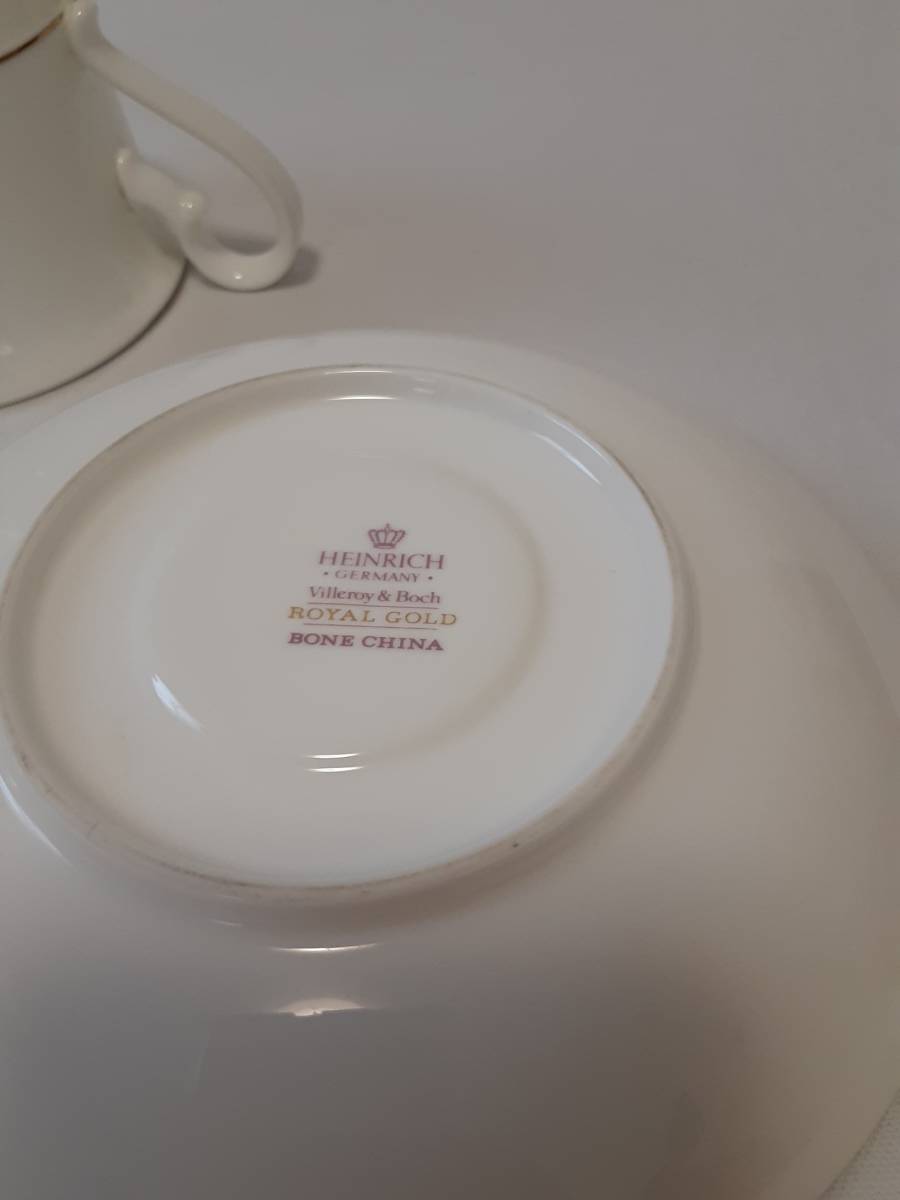 HEINRICH
• GERMANY •
Villeroy & Boch
ROYAL GOLD
BONE CHINA